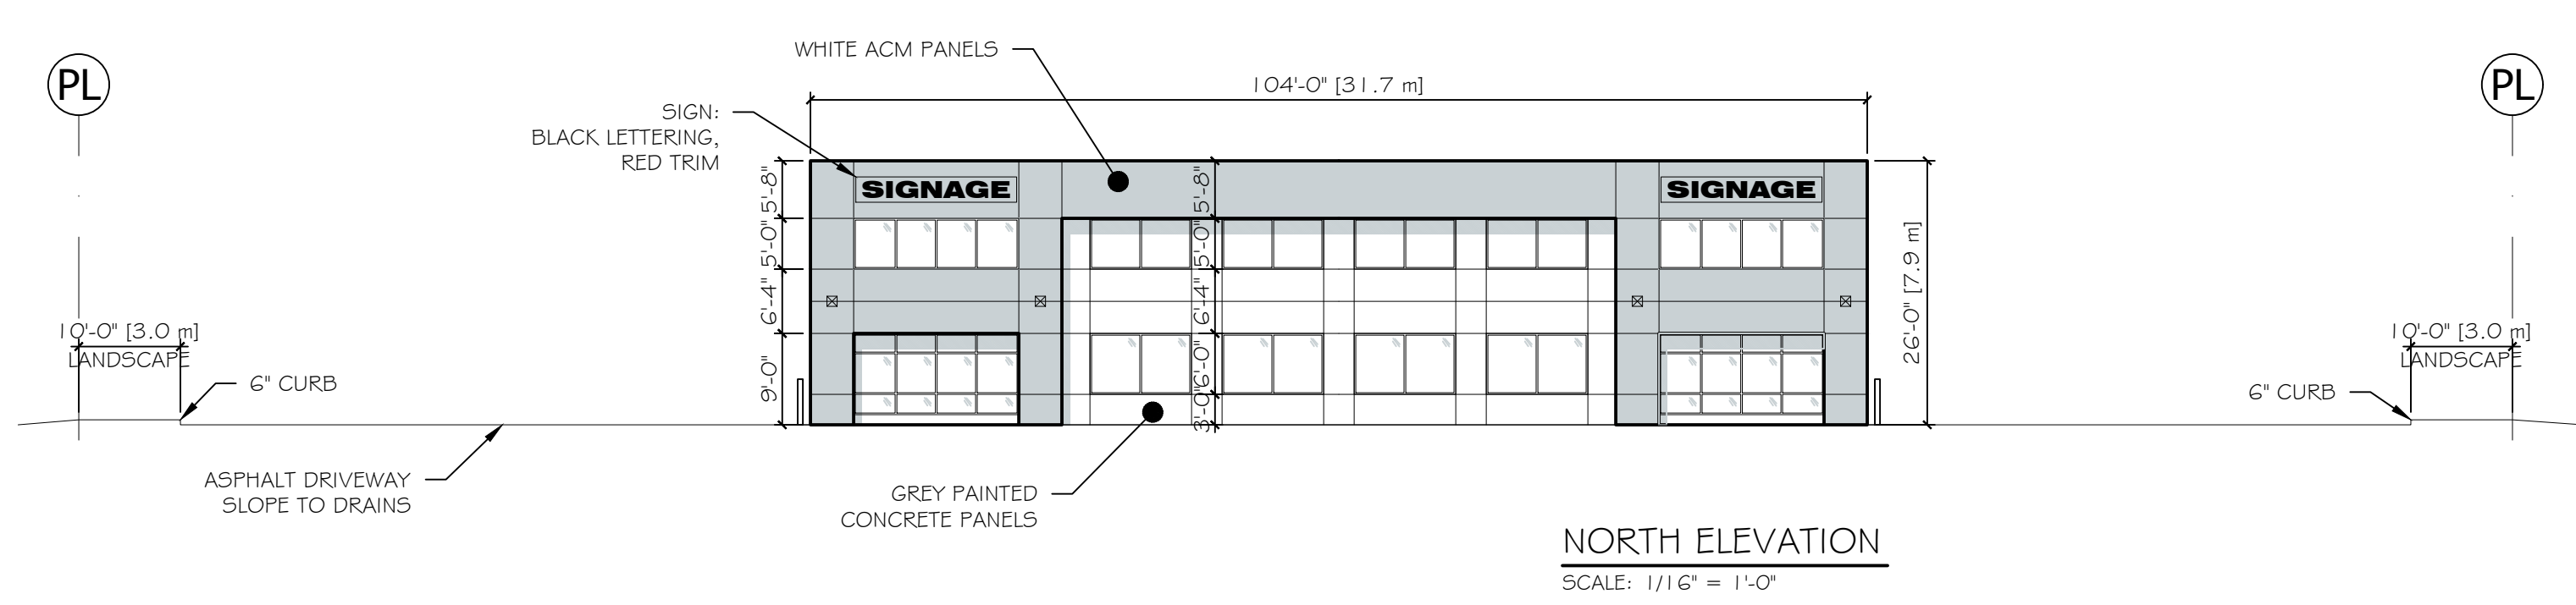 PL
PL
WHITE ACM PANELS
104'-0" [31.7 m]
SIGN:
BLACK LETTERING,
RED TRIM
SIGNAGE
SIGNAGE
5'-8"
5'-0"
6'-4"
9'-0"
5'-8"
5'-0"
6'-4"
6'-0"
3'-0"
26'-0" [7.9 m]
10'-0" [3.0 m]
LANDSCAPE
10'-0" [3.0 m]
LANDSCAPE
6" CURB
6" CURB
ASPHALT DRIVEWAY
SLOPE TO DRAINS
GREY PAINTED
CONCRETE PANELS
NORTH ELEVATION
SCALE: 1/16" = 1'-0"